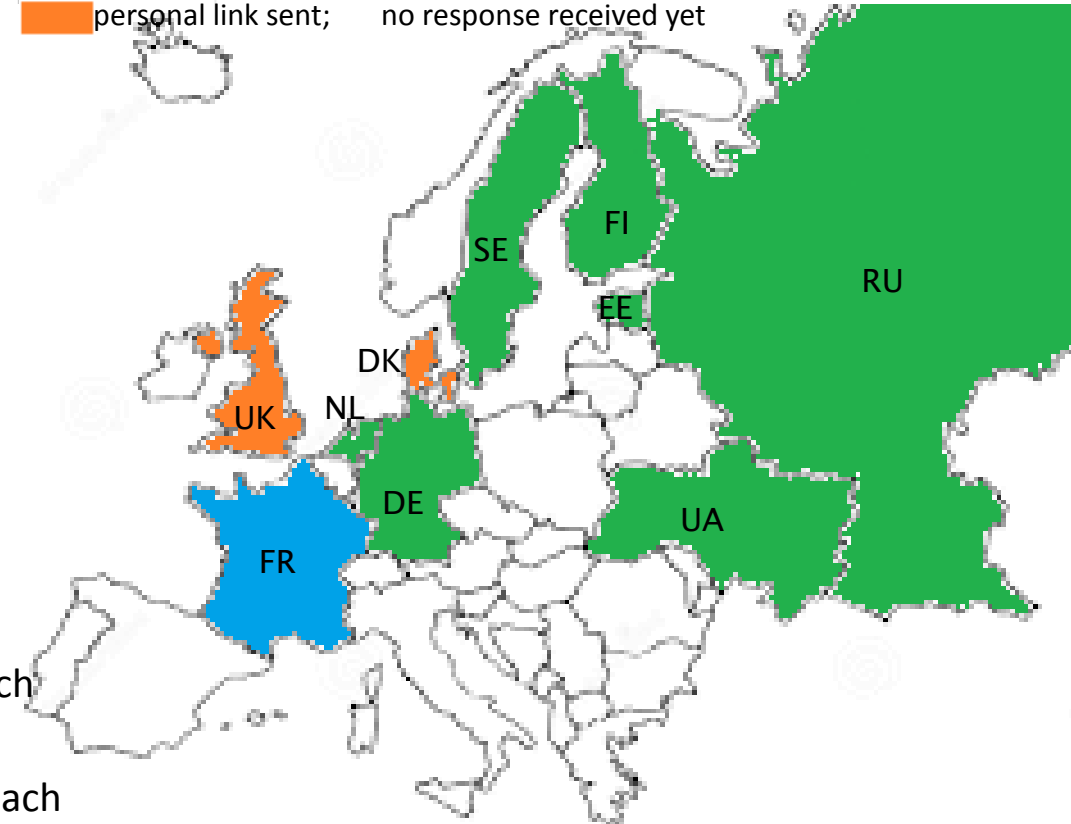 personal link sent; no response received yet
FI
SE
RU
EE
DK
NL
UK
DE
UA
FR
ch
ach